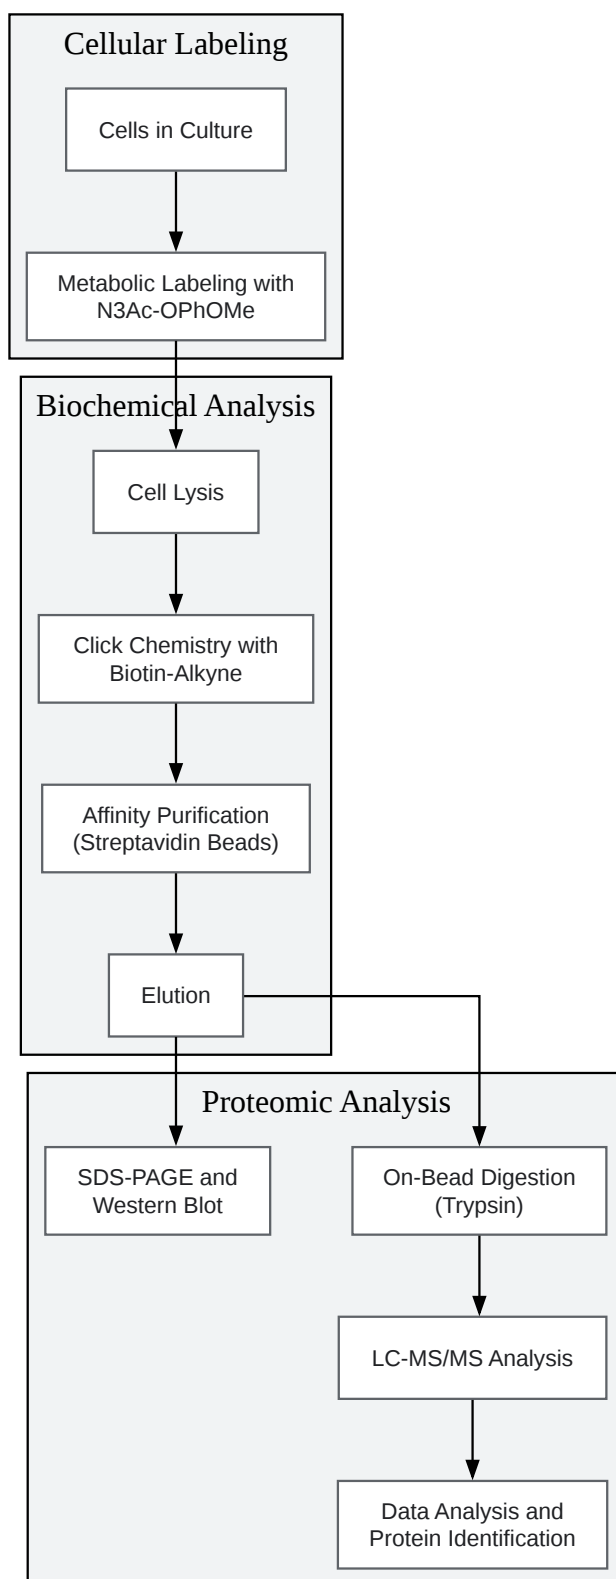 Cellular Labeling
Cells in Culture
Metabolic Labeling with
N3Ac-OPhOMe
Biochemical Analysis
Cell Lysis
Click Chemistry with
Biotin-Alkyne
Affinity Purification
(Streptavidin Beads)
Elution
Proteomic Analysis
SDS-PAGE and
Western Blot
On-Bead Digestion
(Trypsin)
LC-MS/MS Analysis
Data Analysis and
Protein Identification